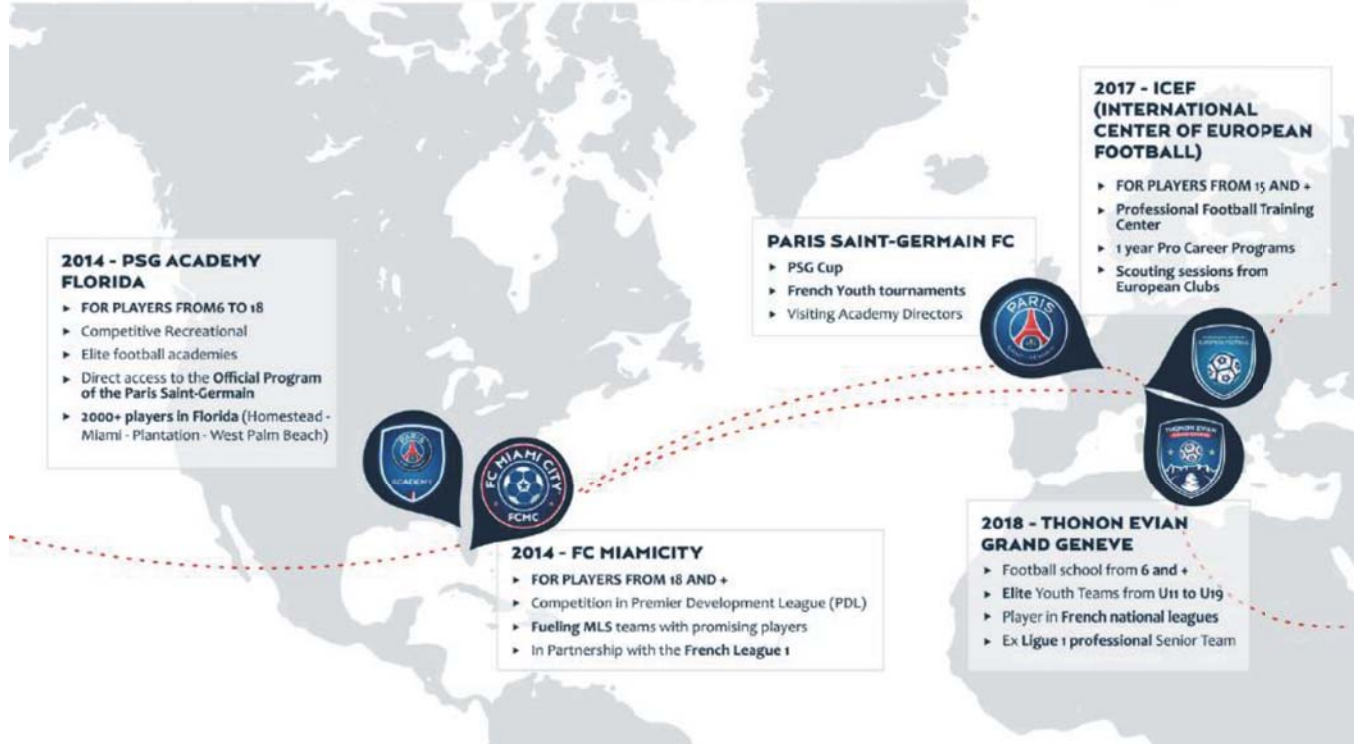 2014 - PSG ACADEMY
FLORIDA
▸ FOR PLAYERS FROM6 TO 18
▸ Competitive Recreational
▸ Elite football academies
▸ Direct access to the Official Program
of the Paris Saint-Germain
▸ 2000+ players in Florida (Homestead -
Miami - Plantation - West Palm Beach)
PARIS
ACADEMY
FC MIAMI CITY
FCMC
2014 - FC MIAMICITY
▸ FOR PLAYERS FROM 18 AND +
▸ Competition in Premier Development League (PDL)
▸ Fueling MLS teams with promising players
▸ In Partnership with the French League 1
PARIS SAINT-GERMAIN FC
▸ PSG Cup
▸ French Youth tournaments
▸ Visiting Academy Directors
PARIS
SAINT-GERMAIN
2017 - ICEF
(INTERNATIONAL
CENTER OF EUROPEAN
FOOTBALL)
▸ FOR PLAYERS FROM 15 AND +
▸ Professional Football Training
Center
▸ 1 year Pro Career Programs
▸ Scouting sessions from
European Clubs
EUROPEAN FOOTBALL
THONON EVIAN
2018 - THONON EVIAN
GRAND GENEVE
▸ Football school from 6 and +
▸ Elite Youth Teams from U11 to U19
▸ Player in French national leagues
▸ Ex Ligue 1 professional Senior Team